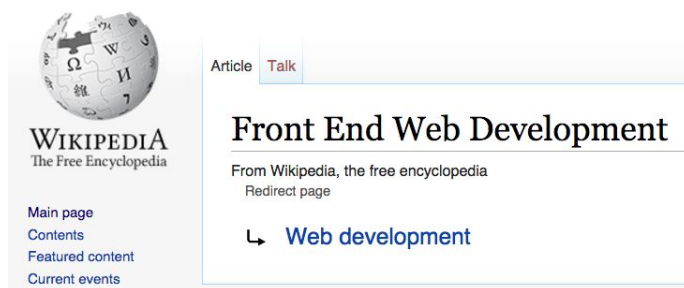 WIKIPEDIA
The Free Encyclopedia
Main page
Contents
Featured content
Current events
Article Talk
Front End Web Development
From Wikipedia, the free encyclopedia
Redirect page
Web development